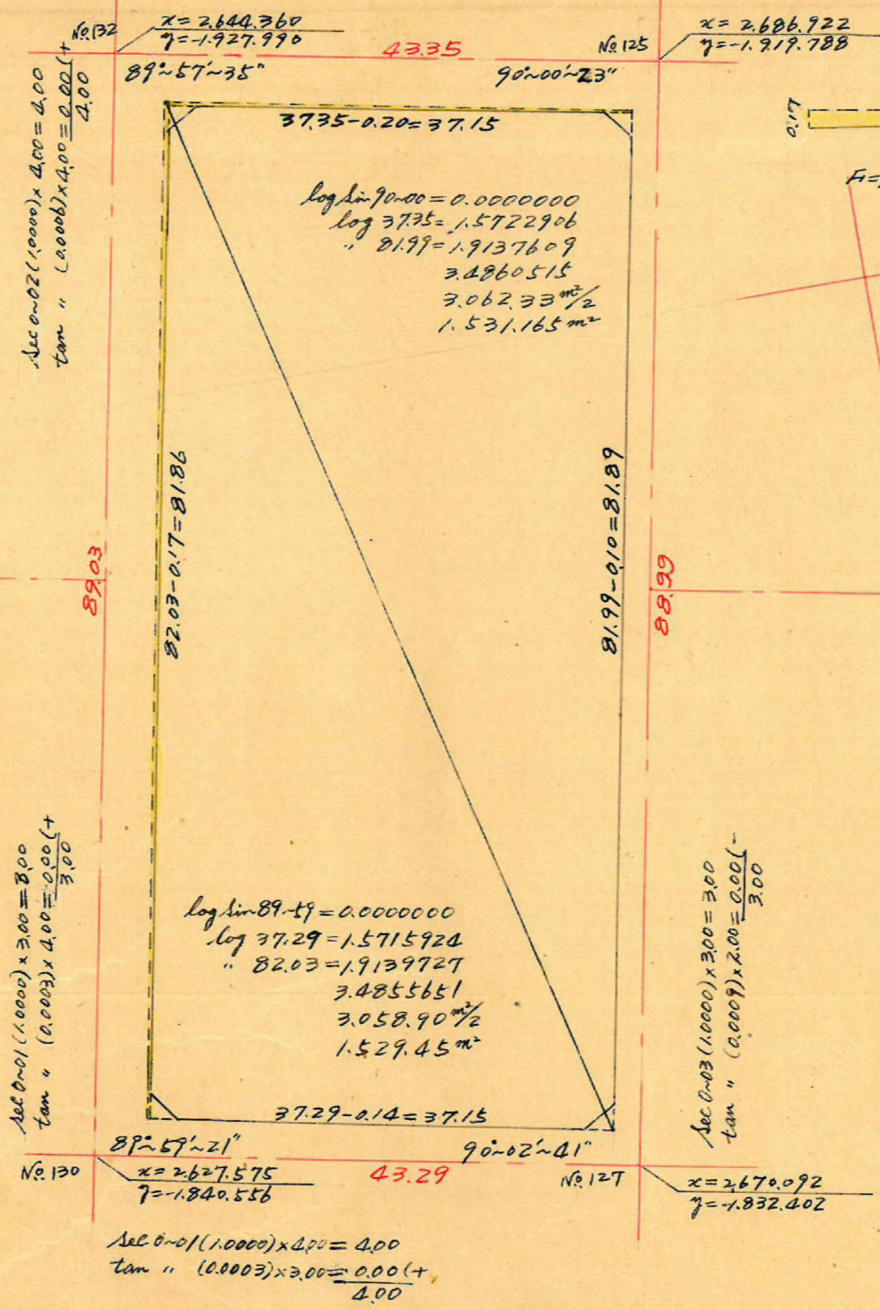 No. 132
x = 2.644.360
y = -1.927.990
43.35
No. 125
x = 2.686.922
y = -1.919.788
89°~57'~35"
90°~00'~23"
sec 0~02 (1.0000) x 4.00 = 4.00
tan " (0.0006) x 4.00 = 0.00 (+
4.00
37.35-0.20=37.15
log sin 90~00 = 0.0000000
log 37.35 = 1.5722906
" 81.99 = 1.9137609
3.4860515
3.062.33 m²/2
1.531.165 m²
82.03-0.17=81.86
81.99-0.10=81.89
89.03
88.99
log sin 89~59 = 0.0000000
log 37.29 = 1.5715924
" 82.03 = 1.9139727
3.4855651
3.058.90 m²/2
1.529.45 m²
sec 0~01 (1.0000) x 3.00 = 3.00
tan " (0.0003) x 4.00 = 0.00 (+
3.00
sec 0~03 (1.0000) x 3.00 = 3.00
tan " (0.0009) x 2.00 = 0.00 (-
3.00
37.29-0.14=37.15
89°~59'~21"
90°~02'~41"
No. 130
x = 2.627.575
y = -1.840.556
43.29
No. 127
x = 2.670.092
y = -1.832.402
sec 0~01 (1.0000) x 4.00 = 4.00
tan " (0.0003) x 3.00 = 0.00 (+
4.00
0.17